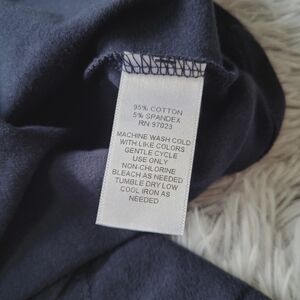 95% COTTON
5% SPANDEX
RN 97023
MACHINE WASH COLD
WITH LIKE COLORS
GENTLE CYCLE
USE ONLY
NON-CHLORINE
BLEACH AS NEEDED
TUMBLE DRY LOW
COOL IRON AS
NEEDED